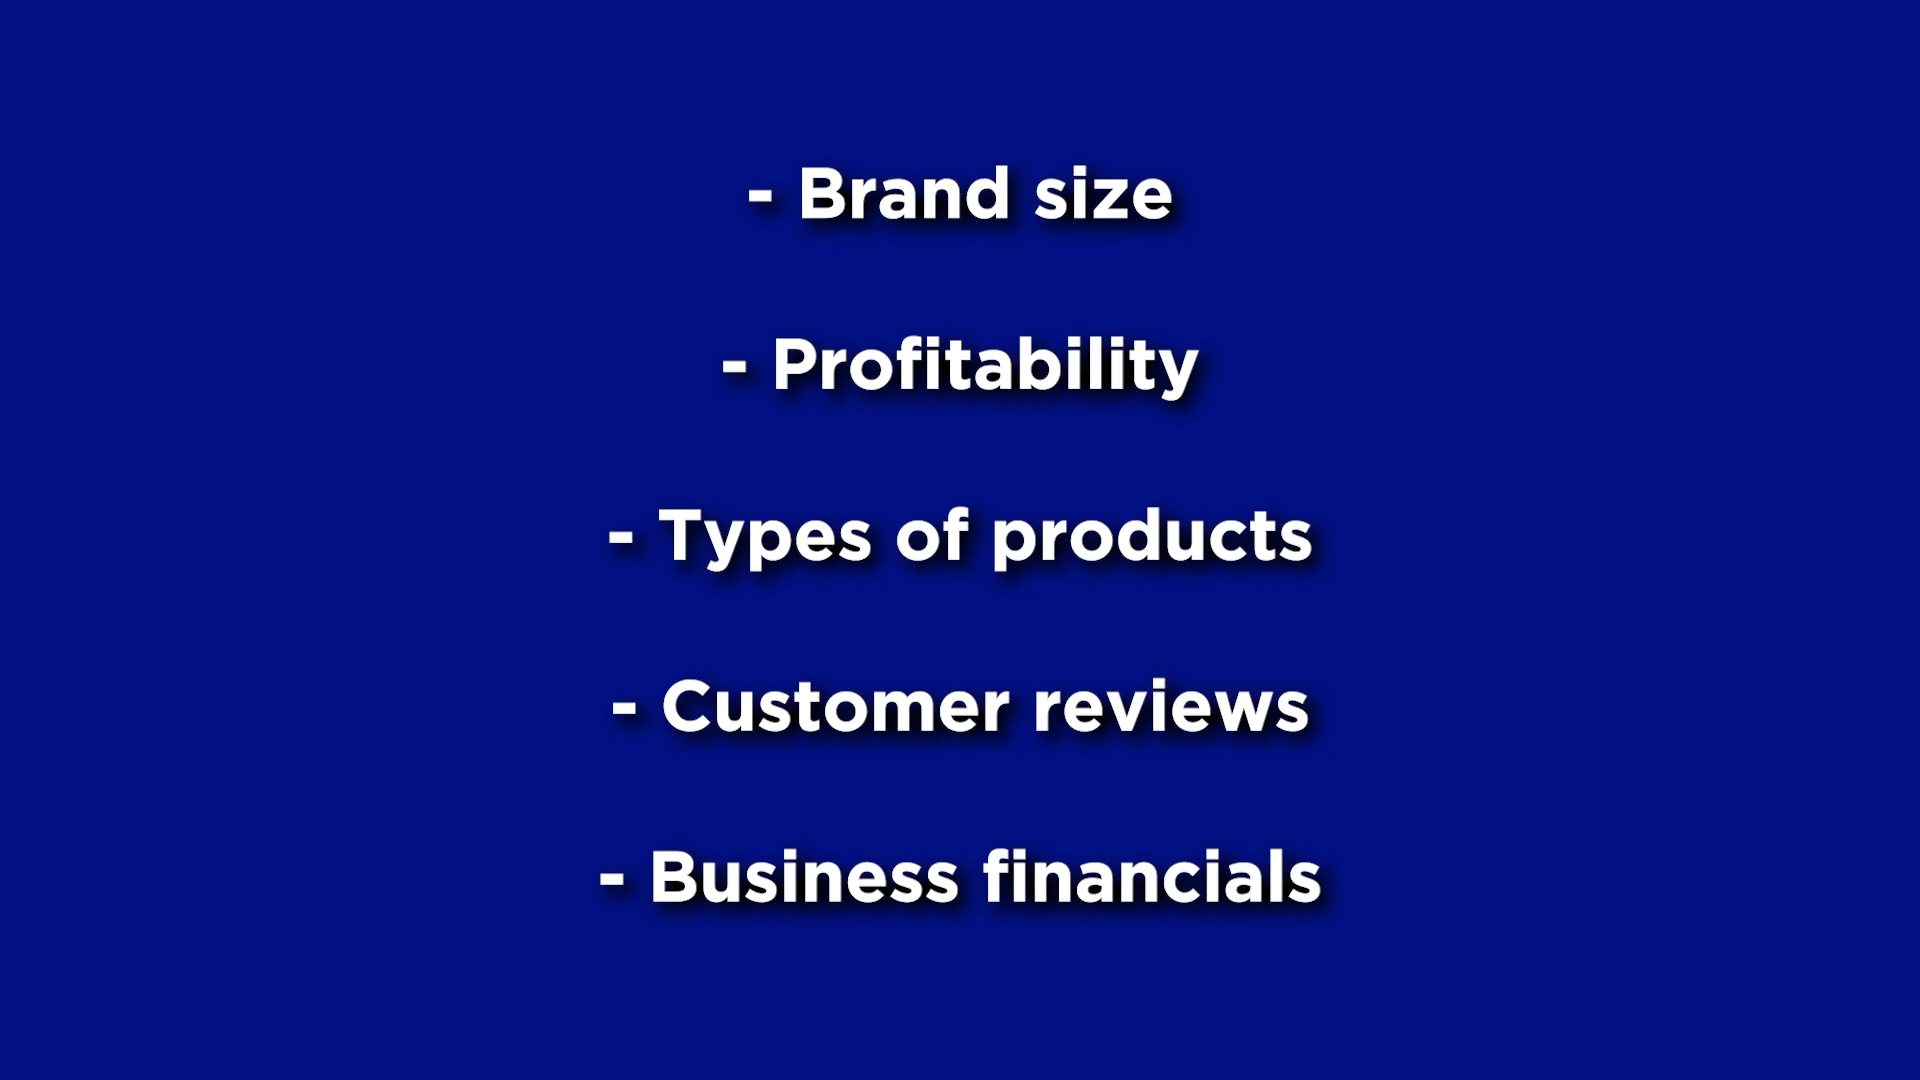 - Brand size
- Profitability
- Types of products
- Customer reviews
- Business financials